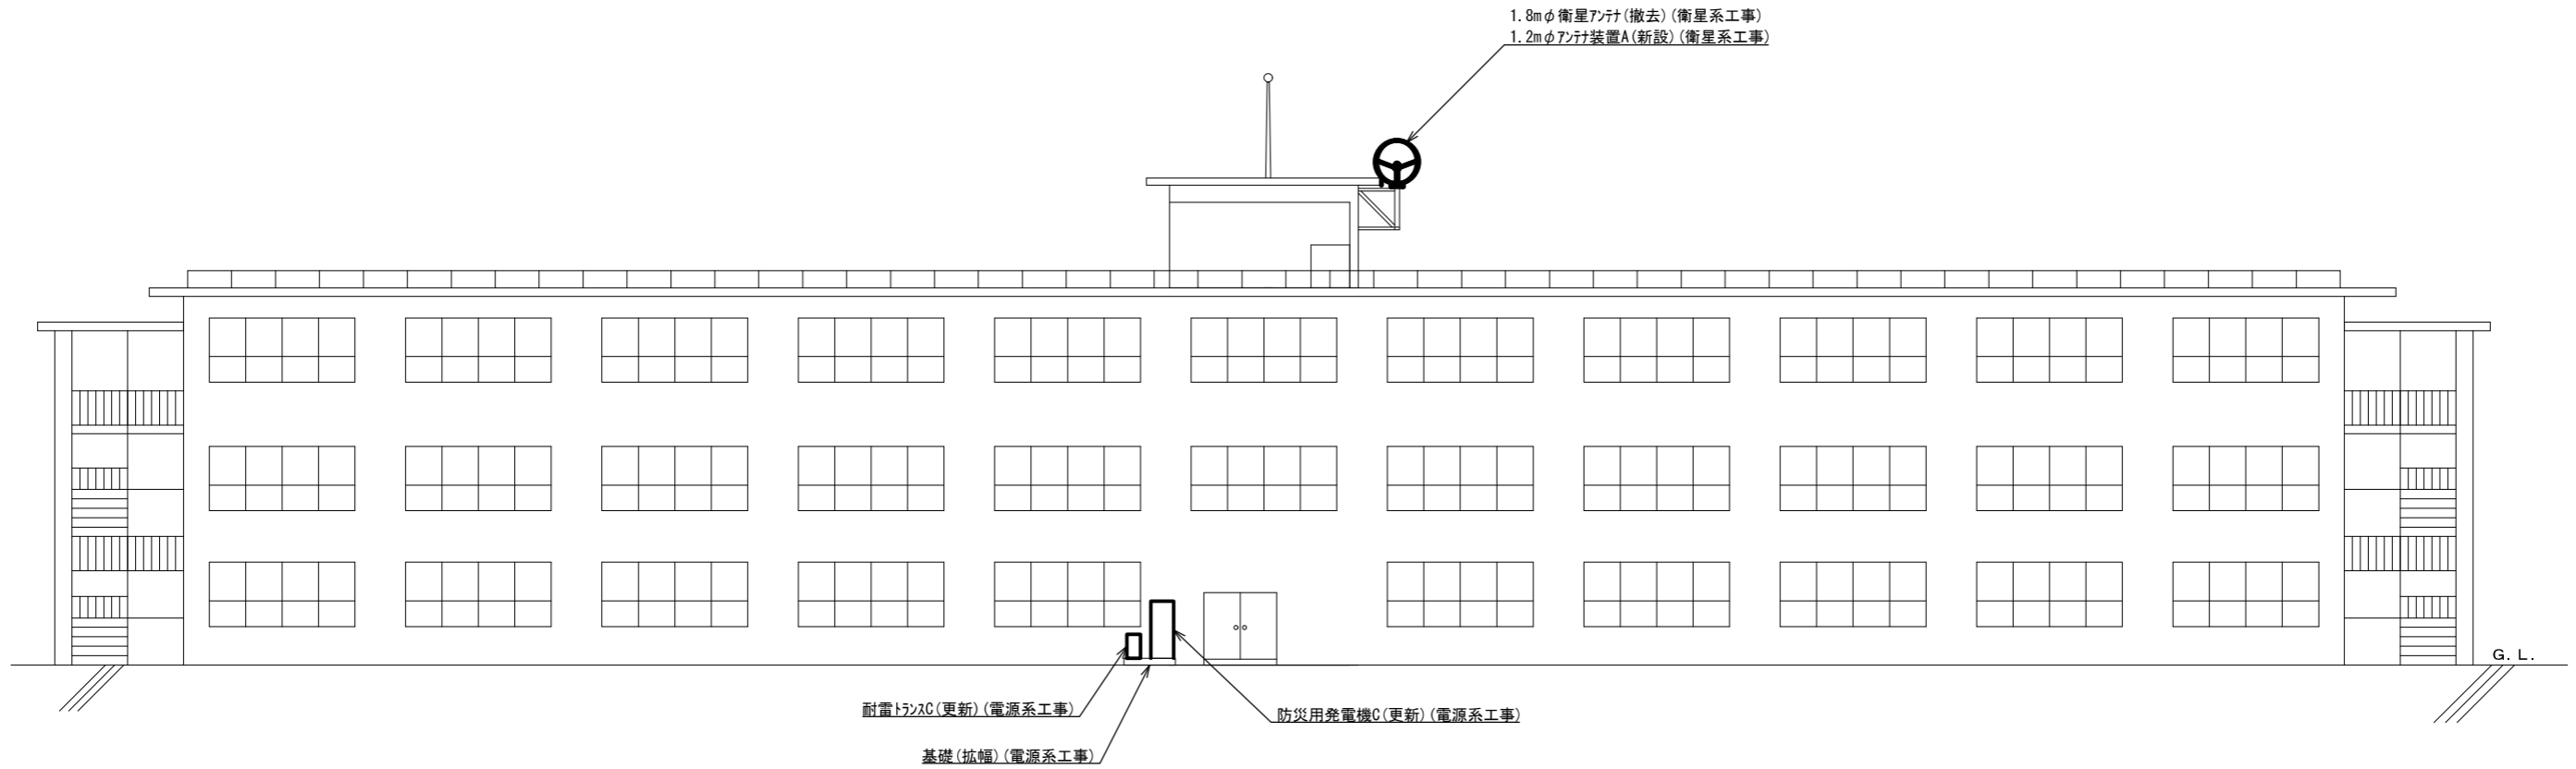 1.8mφ衛星ｱﾝﾃﾅ(撤去)(衛星系工事)
1.2mφｱﾝﾃﾅ装置A(新設)(衛星系工事)
G.L.
耐雷ﾄﾗﾝｽC(更新)(電源系工事)
防災用発電機C(更新)(電源系工事)
基礎(拡幅)(電源系工事)